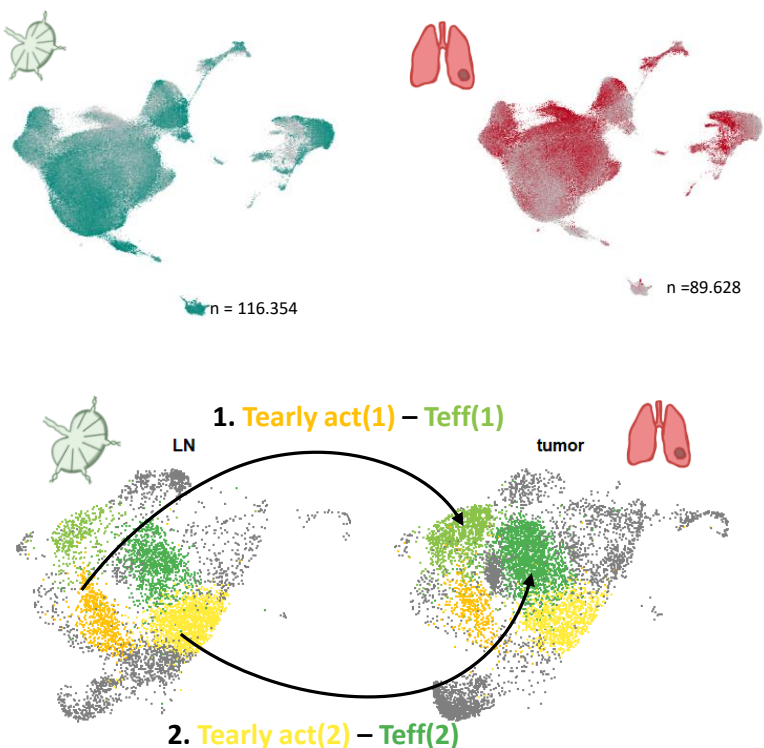 n = 116.354
n =89.628
1. Tearly act(1) – Teff(1)
LN
tumor
2. Tearly act(2) – Teff(2)